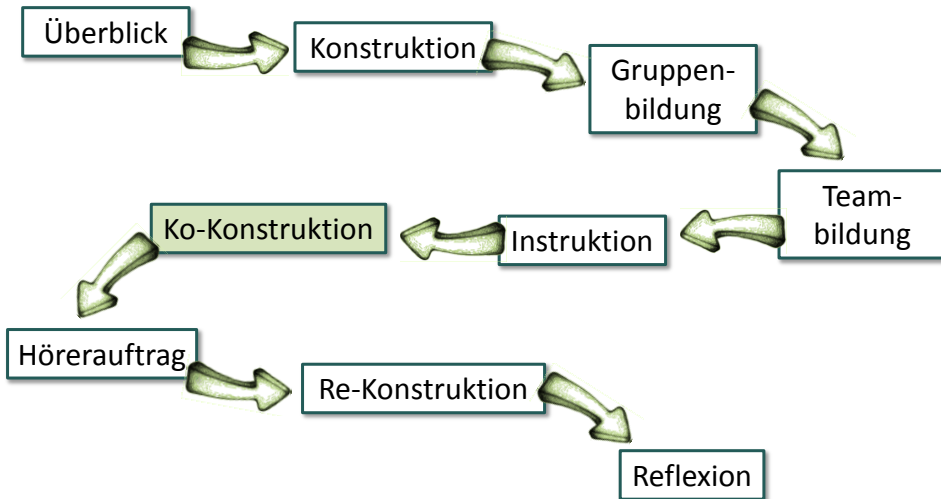 Überblick
Konstruktion
Gruppen-
bildung
Team-
bildung
Instruktion
Ko-Konstruktion
Hörerauftrag
Re-Konstruktion
Reflexion